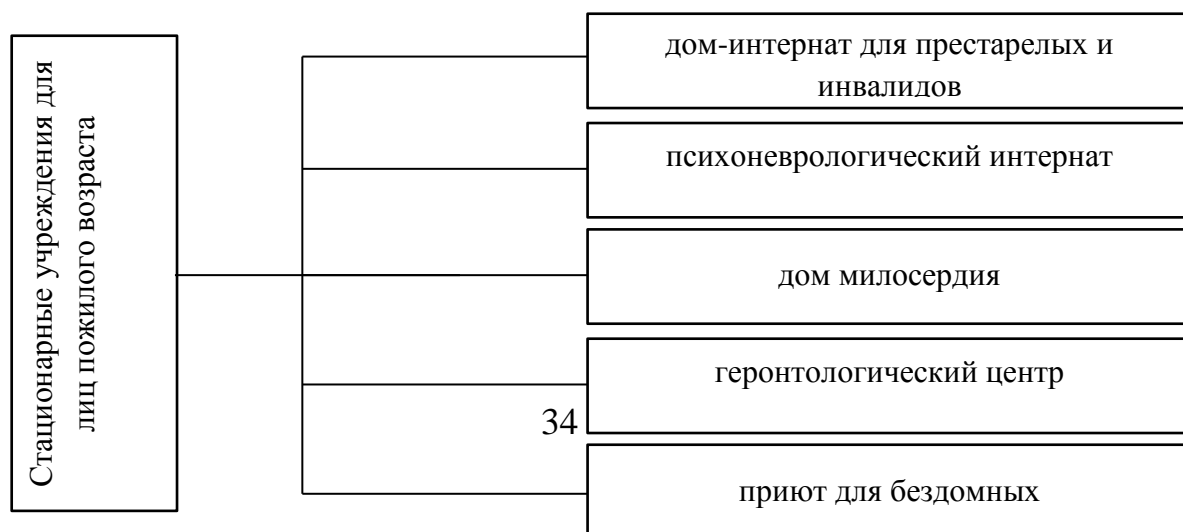 Стационарные учреждения для
лиц пожилого возраста
дом-интернат для престарелых и
инвалидов
психоневрологический интернат
дом милосердия
геронтологический центр
34
приют для бездомных